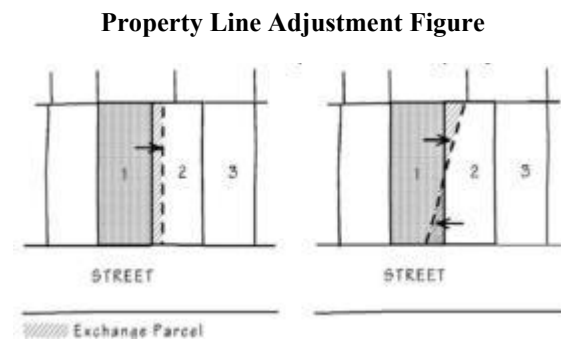 Property Line Adjustment Figure
1 2 3 1 2 3
STREET STREET
Exchange Parcel